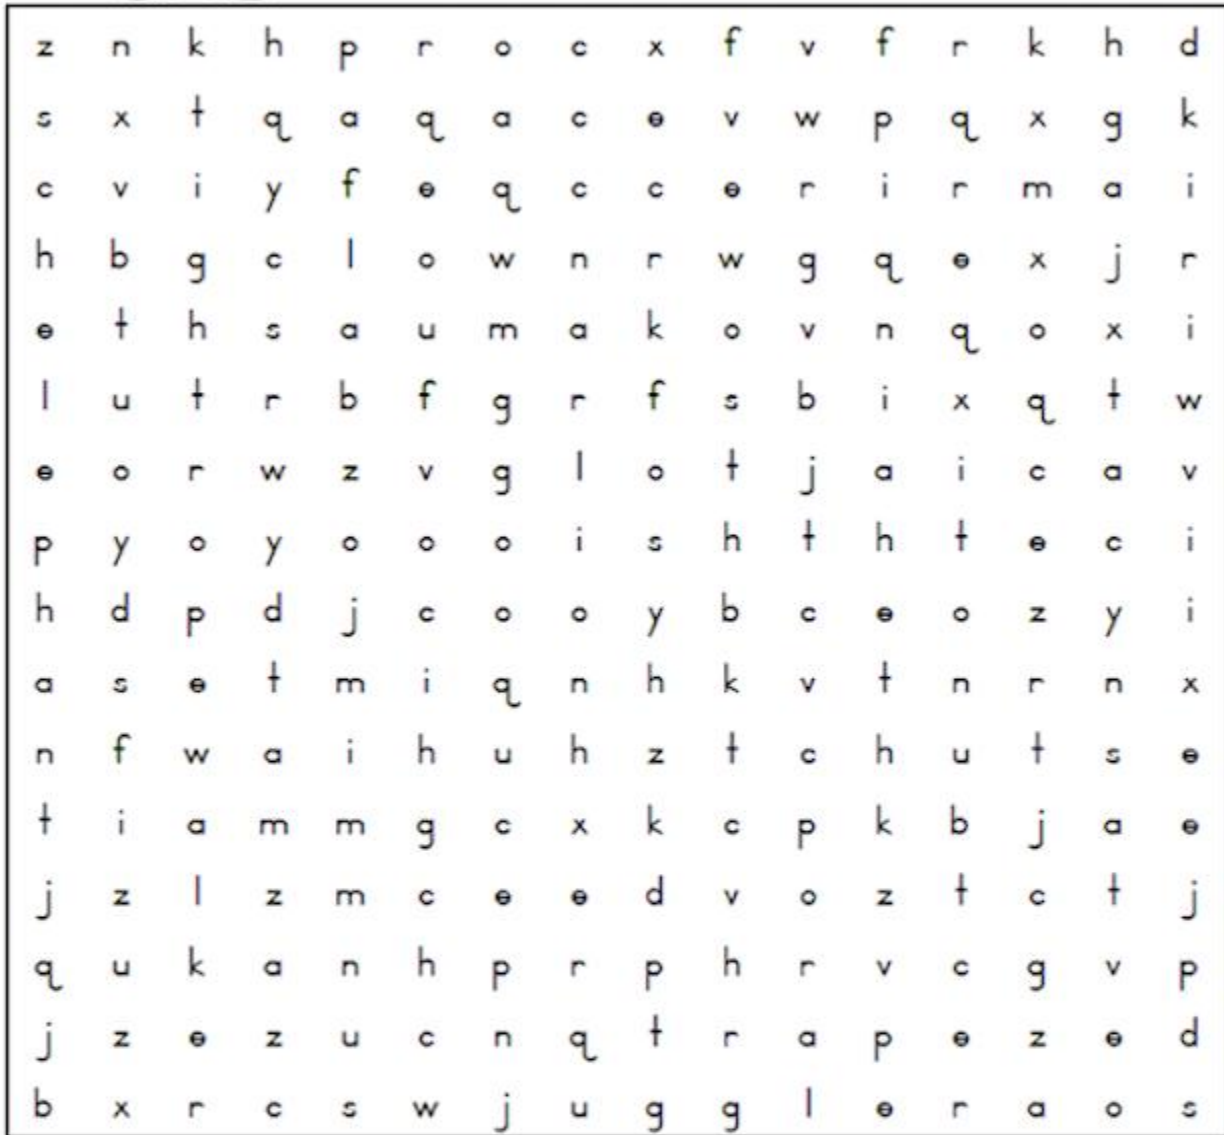 z n k h p r o c x f v f r k h d
s x t q a q a c e v w p q x g k
c v i y f e q c c e r i r m a i
h b g c l o w n r w g q e x j r
e t h s a u m a k o v n q o x i
l u t r b f g r f s b i x q t w
e o r w z v g l o t j a i c a v
p y o y o o o i s h t h t e c i
h d p d j c o o y b c e o z y i
a s e t m i q n h k v t n r n x
n f w a i h u h z t c h u t s e
t i a m m g c x k c p k b j a e
j z l z m c e e d v o z t c t j
q u k a n h p r p h r v c g v p
j z e z u c n q t r a p e z e d
b x r c s w j u g g l e r a o s